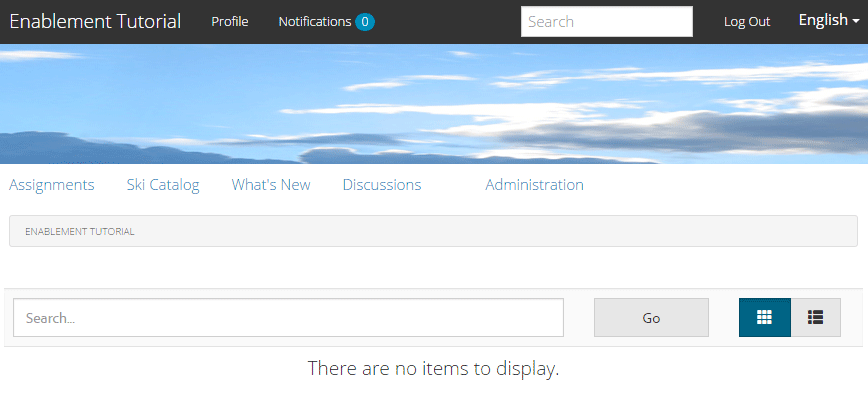 Enablement Tutorial Profile Notifications 0 Search Log Out English
Assignments Ski Catalog What's New Discussions Administration
ENABLEMENT TUTORIAL
Search... Go
There are no items to display.